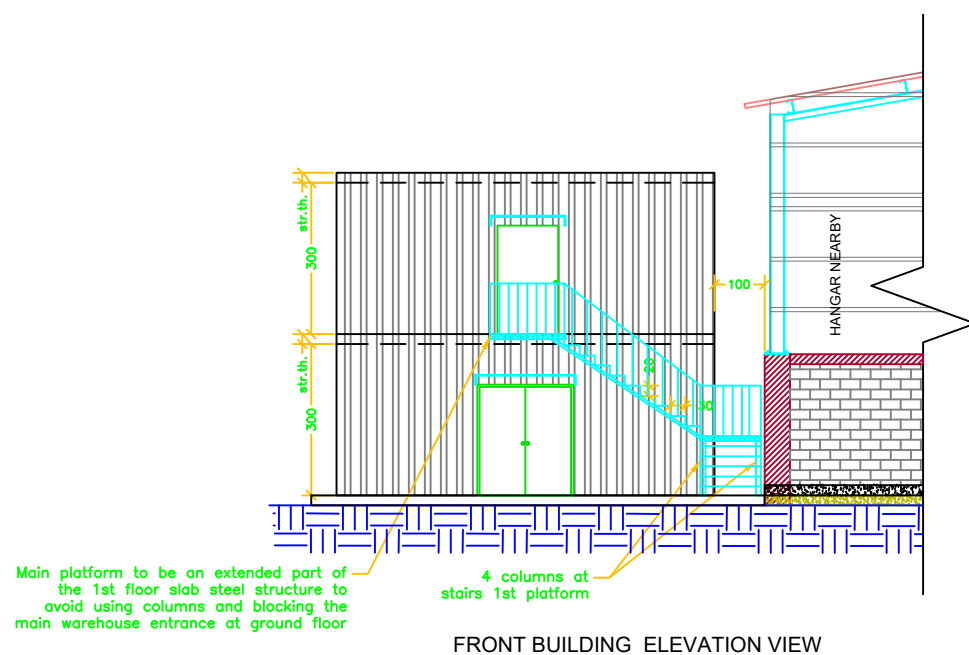 str.th.
300
str.th.
300
100
HANGAR NEARBY
20
30
Main platform to be an extended part of
the 1st floor slab steel structure to
avoid using columns and blocking the
main warehouse entrance at ground floor
4 columns at
stairs 1st platform
FRONT BUILDING ELEVATION VIEW